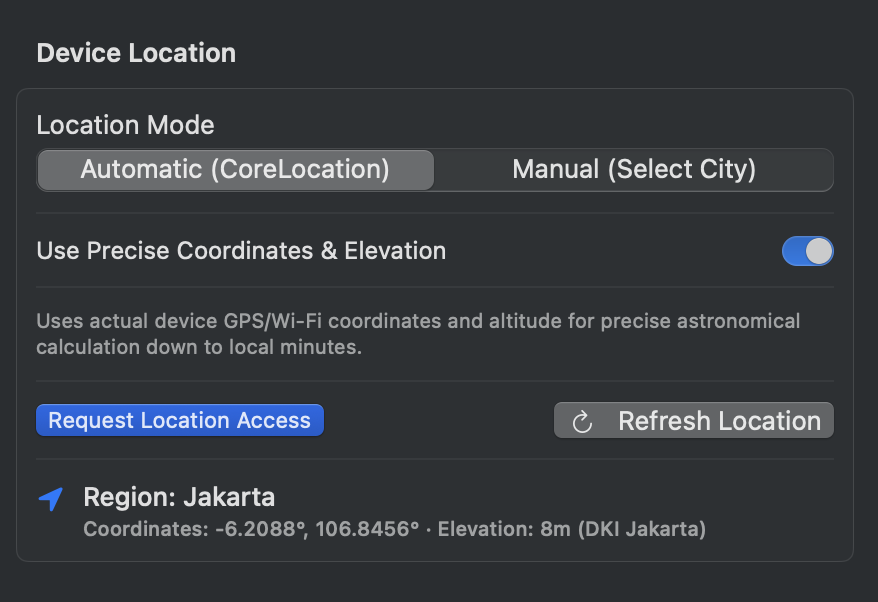 Device Location
Location Mode
Automatic (CoreLocation)
Manual (Select City)
Use Precise Coordinates & Elevation
Uses actual device GPS/Wi-Fi coordinates and altitude for precise astronomical
calculation down to local minutes.
Request Location Access
Refresh Location
Region: Jakarta
Coordinates: -6.2088°, 106.8456° · Elevation: 8m (DKI Jakarta)